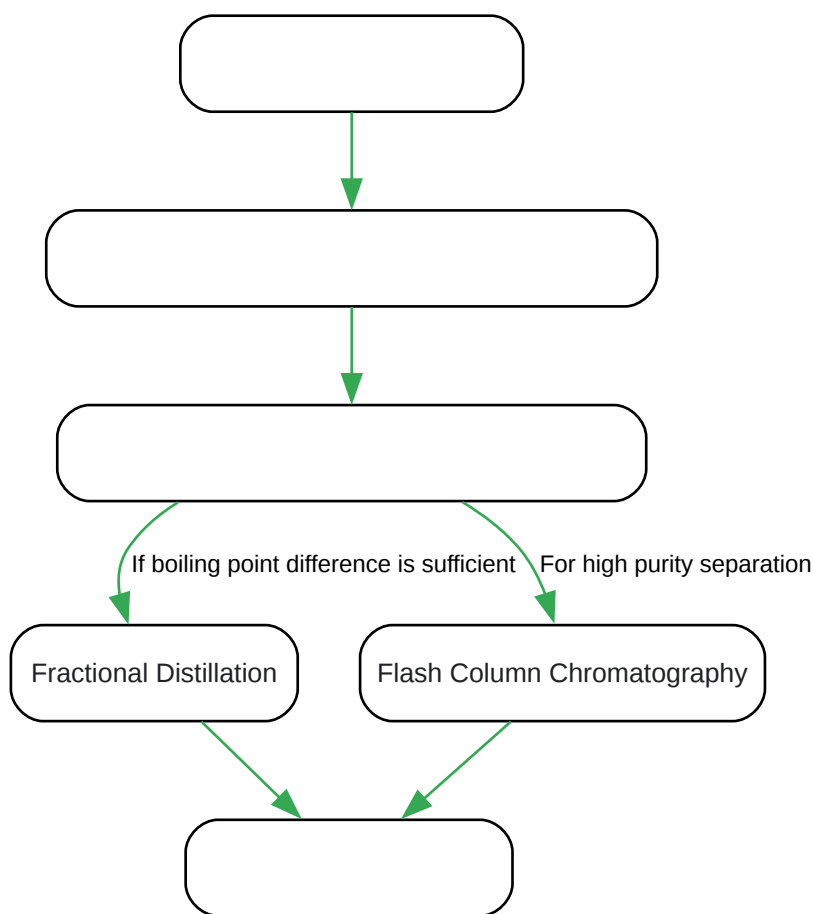 If boiling point difference is sufficient
For high purity separation
Fractional Distillation
Flash Column Chromatography